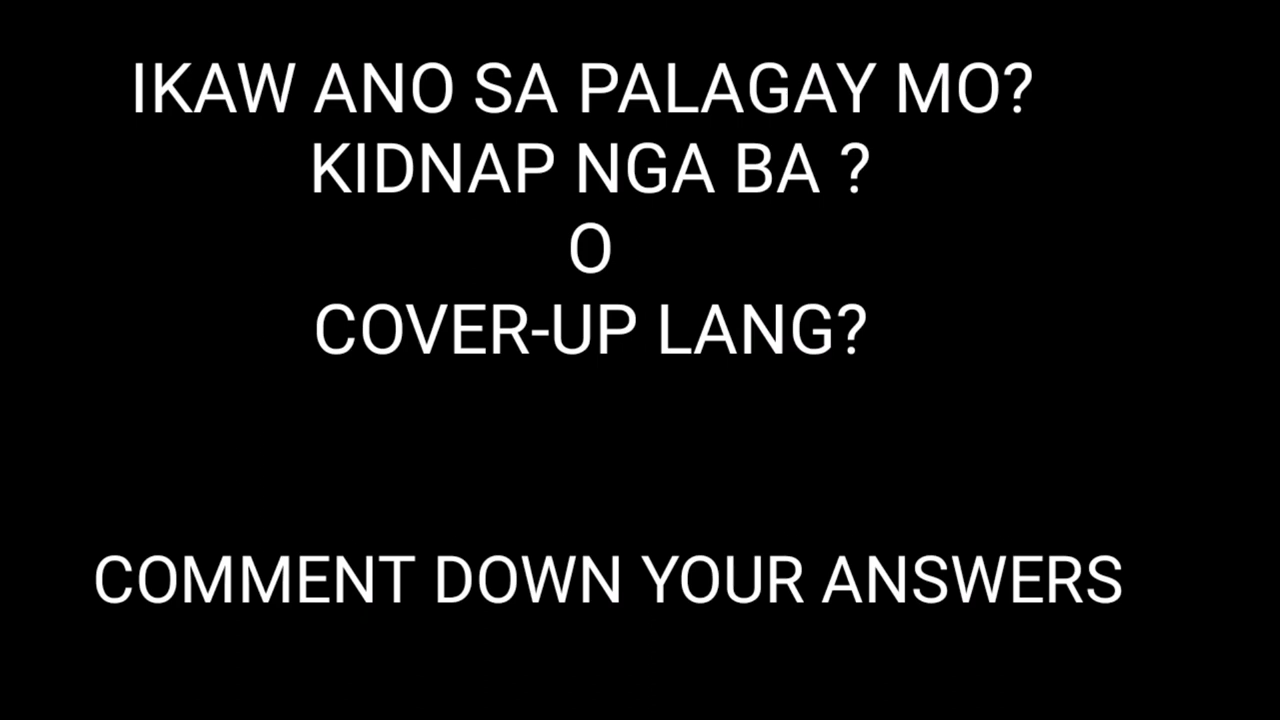 IKAW ANO SA PALAGAY MO?
KIDNAP NGA BA ?
O
COVER-UP LANG?
COMMENT DOWN YOUR ANSWERS